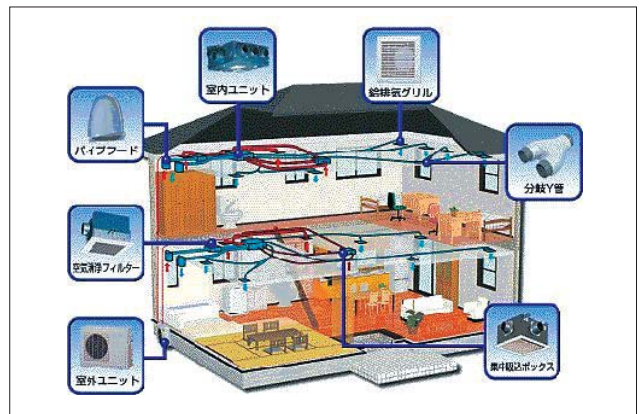 室内ユニット
給排気グリル
パイプフード
分岐Y管
空気清浄フィルター
室外ユニット
集中吸込ボックス